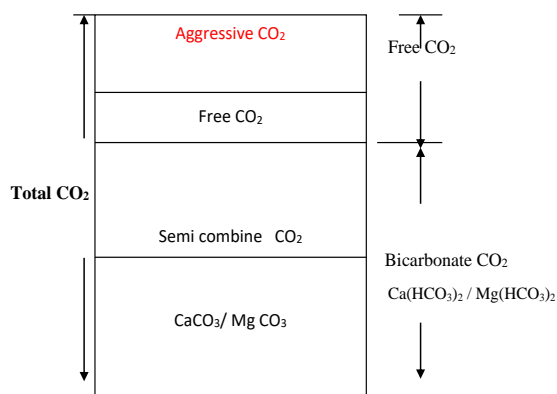 Aggressive CO₂
Free CO₂
Free CO₂
Total CO₂
Semi combine CO₂
Bicarbonate CO₂
Ca(HCO₃)₂ / Mg(HCO₃)₂
CaCO₃/ Mg CO₃